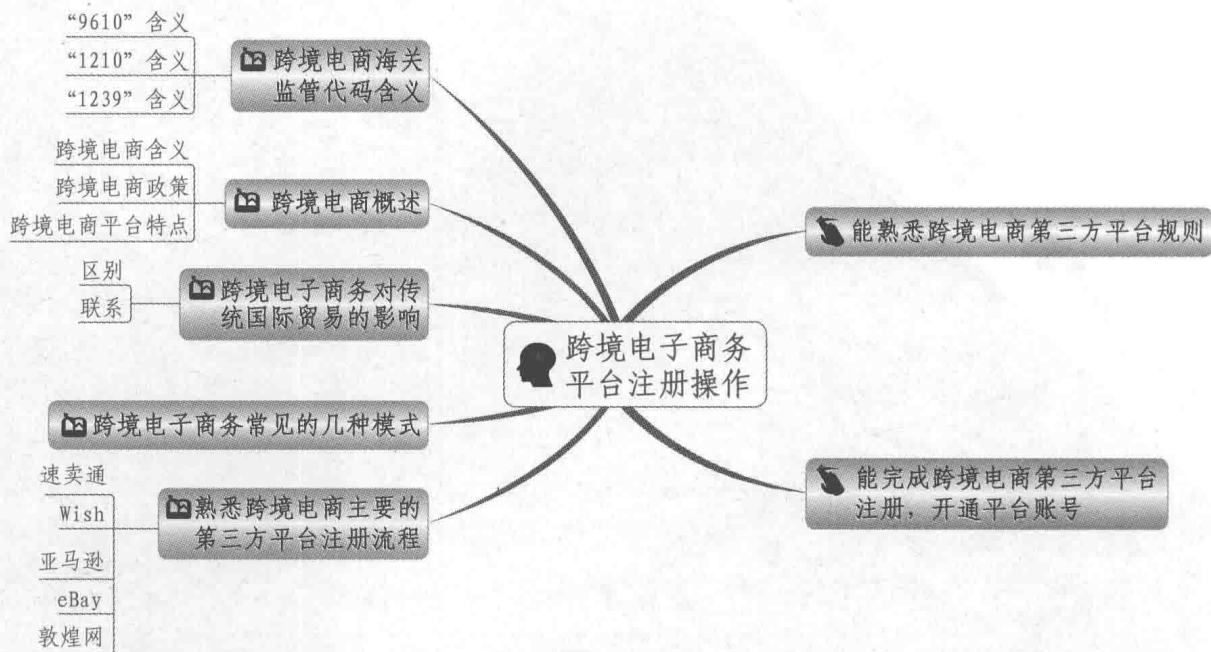 “9610”含义
“1210”含义
“1239”含义
跨境电商海关
监管代码含义
跨境电商含义
跨境电商政策
跨境电商平台特点
跨境电商概述
区别
联系
跨境电子商务对传
统国际贸易的影响
跨境电子商务常见的几种模式
速卖通
Wish
亚马逊
eBay
敦煌网
熟悉跨境电商主要的
第三方平台注册流程
跨境电子商务
平台注册操作
能熟悉跨境电商第三方平台规则
能完成跨境电商第三方平台
注册，开通平台账号